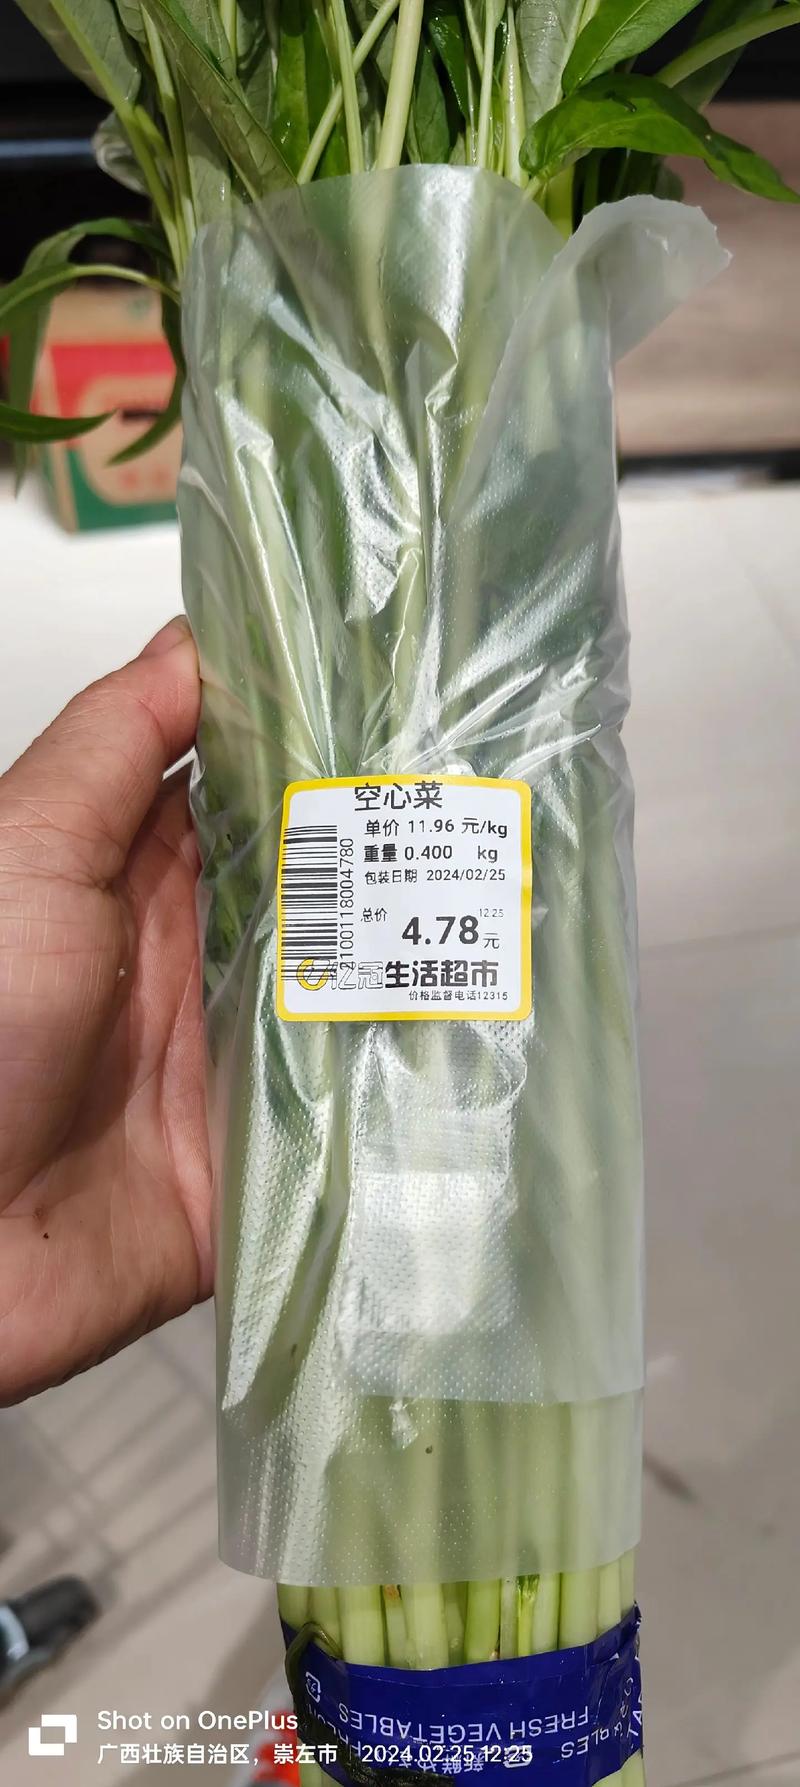 空心菜
单价 11.96 元/kg
重量 0.400 kg
包装日期 2024/02/25
12:25
总价 4.78元
2100118004780
亿冠生活超市
价格监督电话12315
FRESH VEGETABLES
Shot on OnePlus
广西壮族自治区，崇左市 2024.02.25 12:25